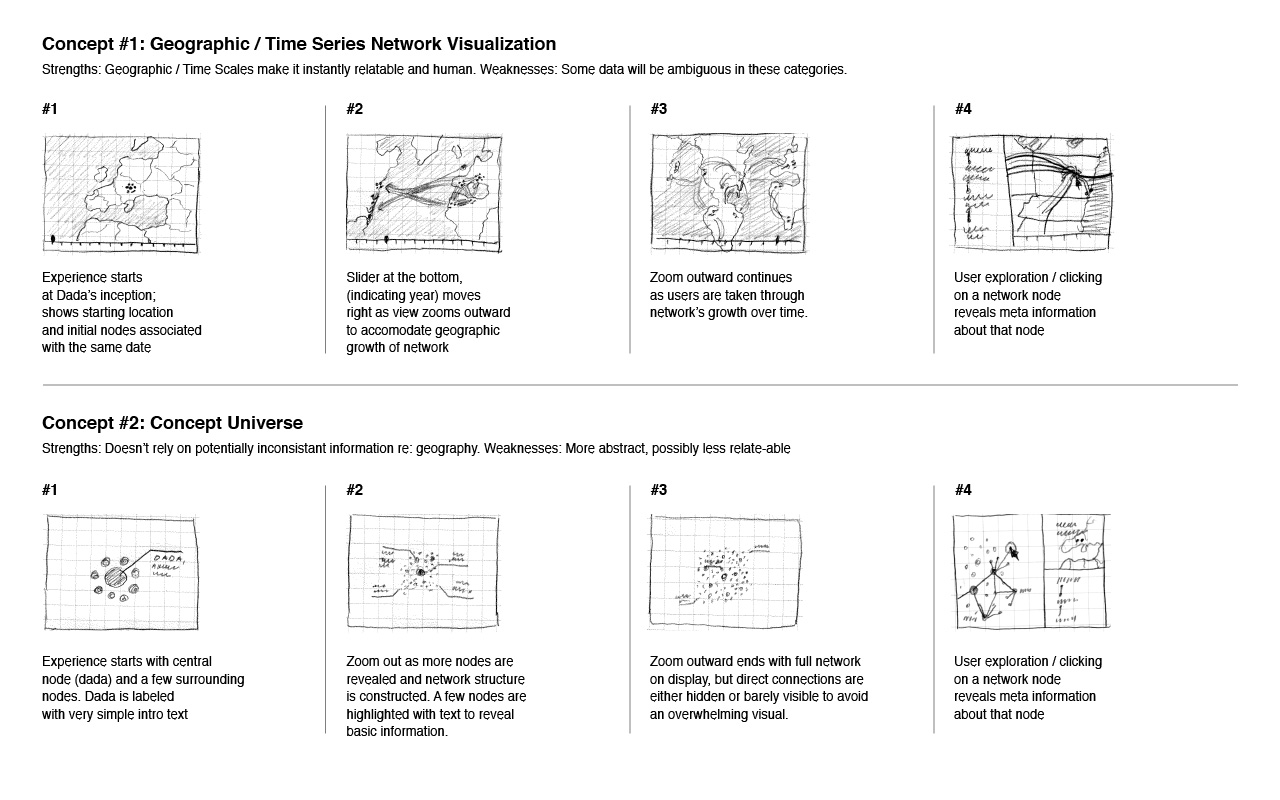 Concept #1: Geographic / Time Series Network Visualization
Strengths: Geographic / Time Scales make it instantly relatable and human. Weaknesses: Some data will be ambiguous in these categories.
#1
Experience starts
at Dada's inception;
shows starting location
and initial nodes associated
with the same date
#2
Slider at the bottom,
(indicating year) moves
right as view zooms outward
to accomodate geographic
growth of network
#3
Zoom outward continues
as users are taken through
network's growth over time.
#4
User exploration / clicking
on a network node
reveals meta information
about that node
Concept #2: Concept Universe
Strengths: Doesn't rely on potentially inconsistant information re: geography. Weaknesses: More abstract, possibly less relate-able
#1
DADA,
Experience starts with central
node (dada) and a few surrounding
nodes. Dada is labeled
with very simple intro text
#2
Zoom out as more nodes are
revealed and network structure
is constructed. A few nodes are
highlighted with text to reveal
basic information.
#3
Zoom outward ends with full network
on display, but direct connections are
either hidden or barely visible to avoid
an overwhelming visual.
#4
User exploration / clicking
on a network node
reveals meta information
about that node